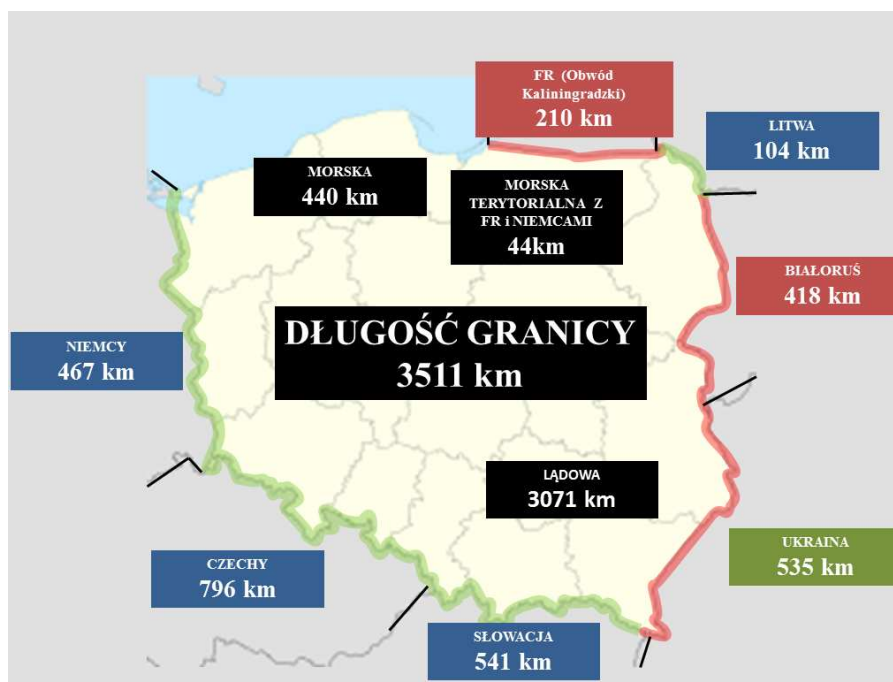 FR (Obwód
Kaliningradzki)
210 km
LITWA
104 km
MORSKA
440 km
MORSKA
TERYTORIALNA Z
FR i NIEMCAMI
44km
BIAŁORUŚ
418 km
DŁUGOŚĆ GRANICY
3511 km
NIEMCY
467 km
LĄDOWA
3071 km
UKRAINA
535 km
CZECHY
796 km
SŁOWACJA
541 km